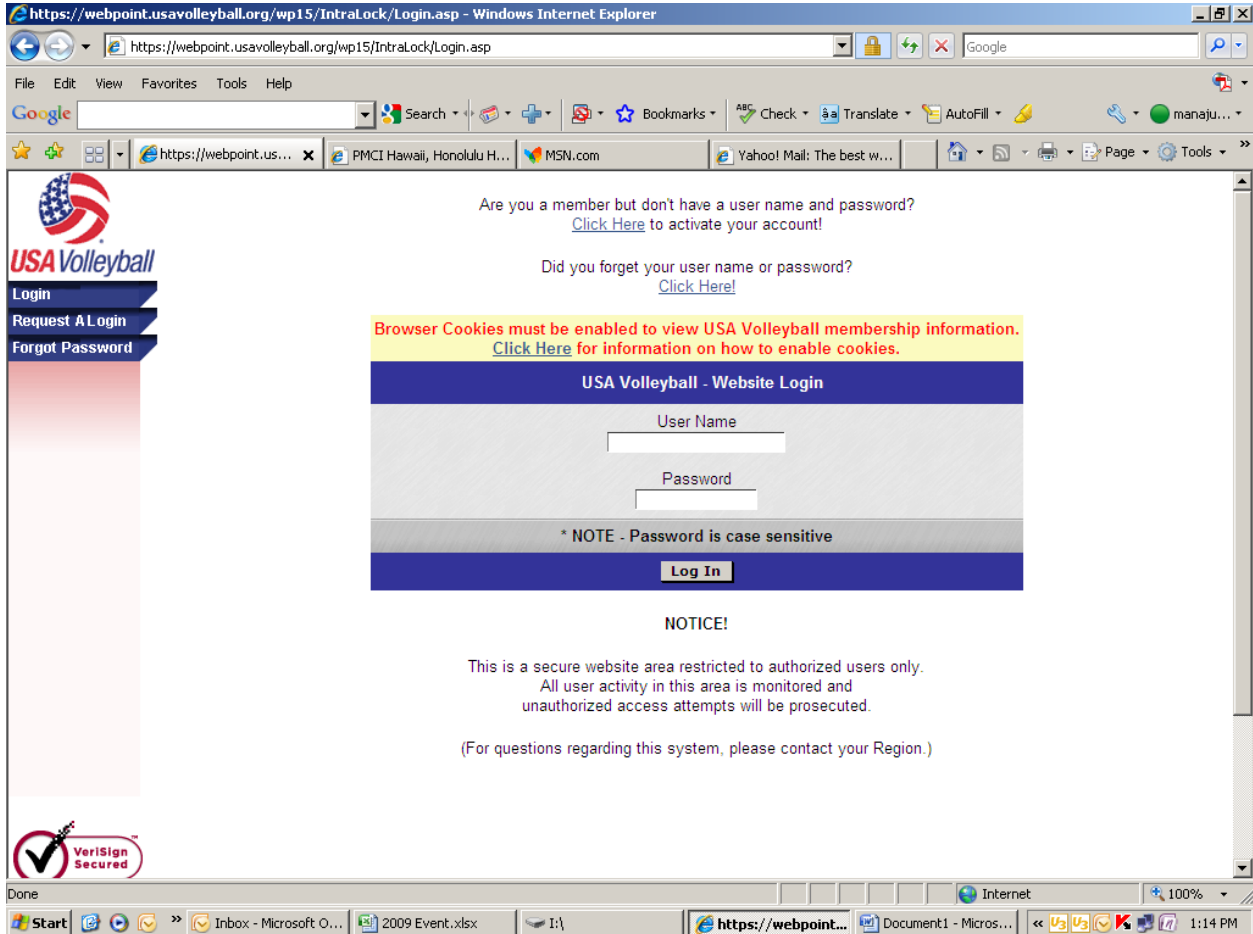 https://webpoint.usavolleyball.org/wp15/IntraLock/Login.asp - Windows Internet Explorer
https://webpoint.usavolleyball.org/wp15/IntraLock/Login.asp
Google
File Edit View Favorites Tools Help
Google Search Bookmarks ABC Check Translate AutoFill manaju...
https://webpoint.us... PMCI Hawaii, Honolulu H... MSN.com Yahoo! Mail: The best w... Page Tools
USA Volleyball
Login
Request A Login
Forgot Password
Are you a member but don't have a user name and password?
Click Here to activate your account!
Did you forget your user name or password?
Click Here!
Browser Cookies must be enabled to view USA Volleyball membership information.
Click Here for information on how to enable cookies.
USA Volleyball - Website Login
User Name
Password
* NOTE - Password is case sensitive
Log In
NOTICE!
This is a secure website area restricted to authorized users only.
All user activity in this area is monitored and
unauthorized access attempts will be prosecuted.
(For questions regarding this system, please contact your Region.)
VeriSign
Secured
Done Internet 100%
Start Inbox - Microsoft O... 2009 Event.xlsx I:\ https://webpoint... Document1 - Micros... 1:14 PM